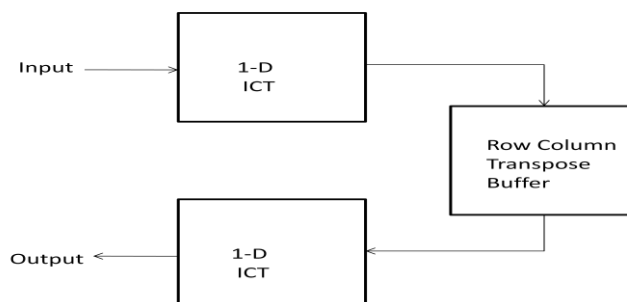 Input
1-D
ICT
Row Column
Transpose
Buffer
1-D
ICT
Output